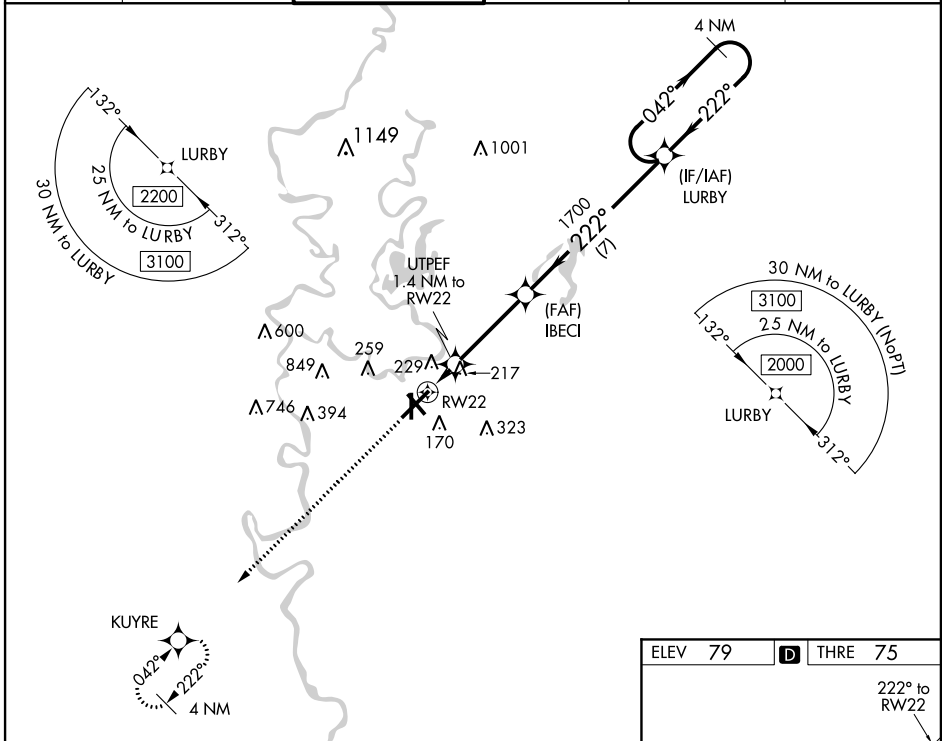 4 NM
042°
222°
(IF/IAF)
LURBY
1149
1001
132°
LURBY
2200
25 NM to LURBY
312°
3100
30 NM to LURBY
1700
222°
(7)
UTPEF
1.4 NM to
RW22
(FAF)
IBECI
30 NM to LURBY (NoPT)
3100
132°
25 NM to LURBY
2000
LURBY
312°
600
849
259
229
217
746
394
RW22
170
323
KUYRE
042°
222°
4 NM
ELEV 79
D
THRE 75
222° to
RW22